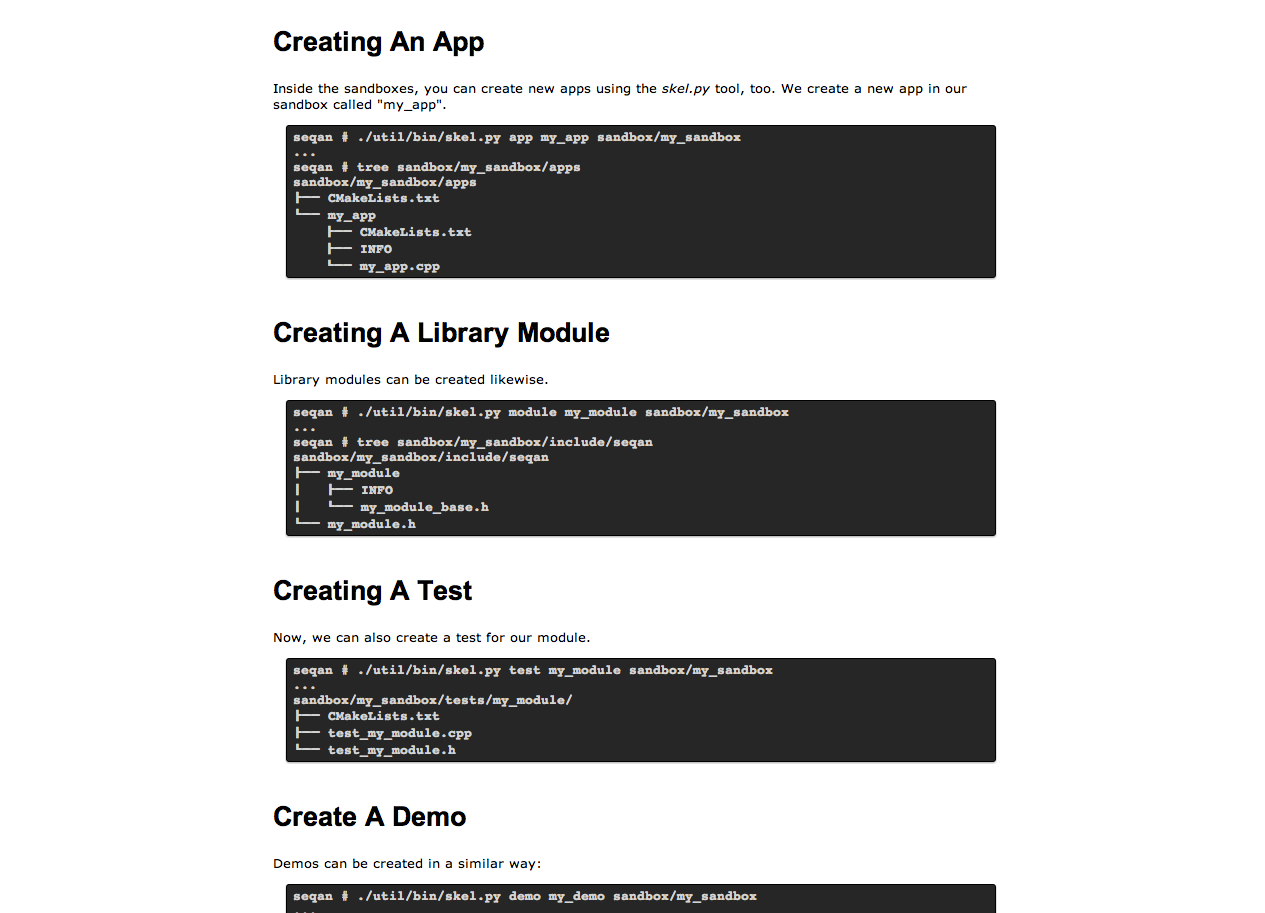 Creating An App
Inside the sandboxes, you can create new apps using the skel.py tool, too. We create a new app in our
sandbox called "my_app".
seqan # ./util/bin/skel.py app my_app sandbox/my_sandbox
...
seqan # tree sandbox/my_sandbox/apps
sandbox/my_sandbox/apps
├── CMakeLists.txt
└── my_app
    ├── CMakeLists.txt
    ├── INFO
    └── my_app.cpp
Creating A Library Module
Library modules can be created likewise.
seqan # ./util/bin/skel.py module my_module sandbox/my_sandbox
...
seqan # tree sandbox/my_sandbox/include/seqan
sandbox/my_sandbox/include/seqan
├── my_module
│   ├── INFO
│   └── my_module_base.h
└── my_module.h
Creating A Test
Now, we can also create a test for our module.
seqan # ./util/bin/skel.py test my_module sandbox/my_sandbox
...
sandbox/my_sandbox/tests/my_module/
├── CMakeLists.txt
├── test_my_module.cpp
└── test_my_module.h
Create A Demo
Demos can be created in a similar way:
seqan # ./util/bin/skel.py demo my_demo sandbox/my_sandbox
...